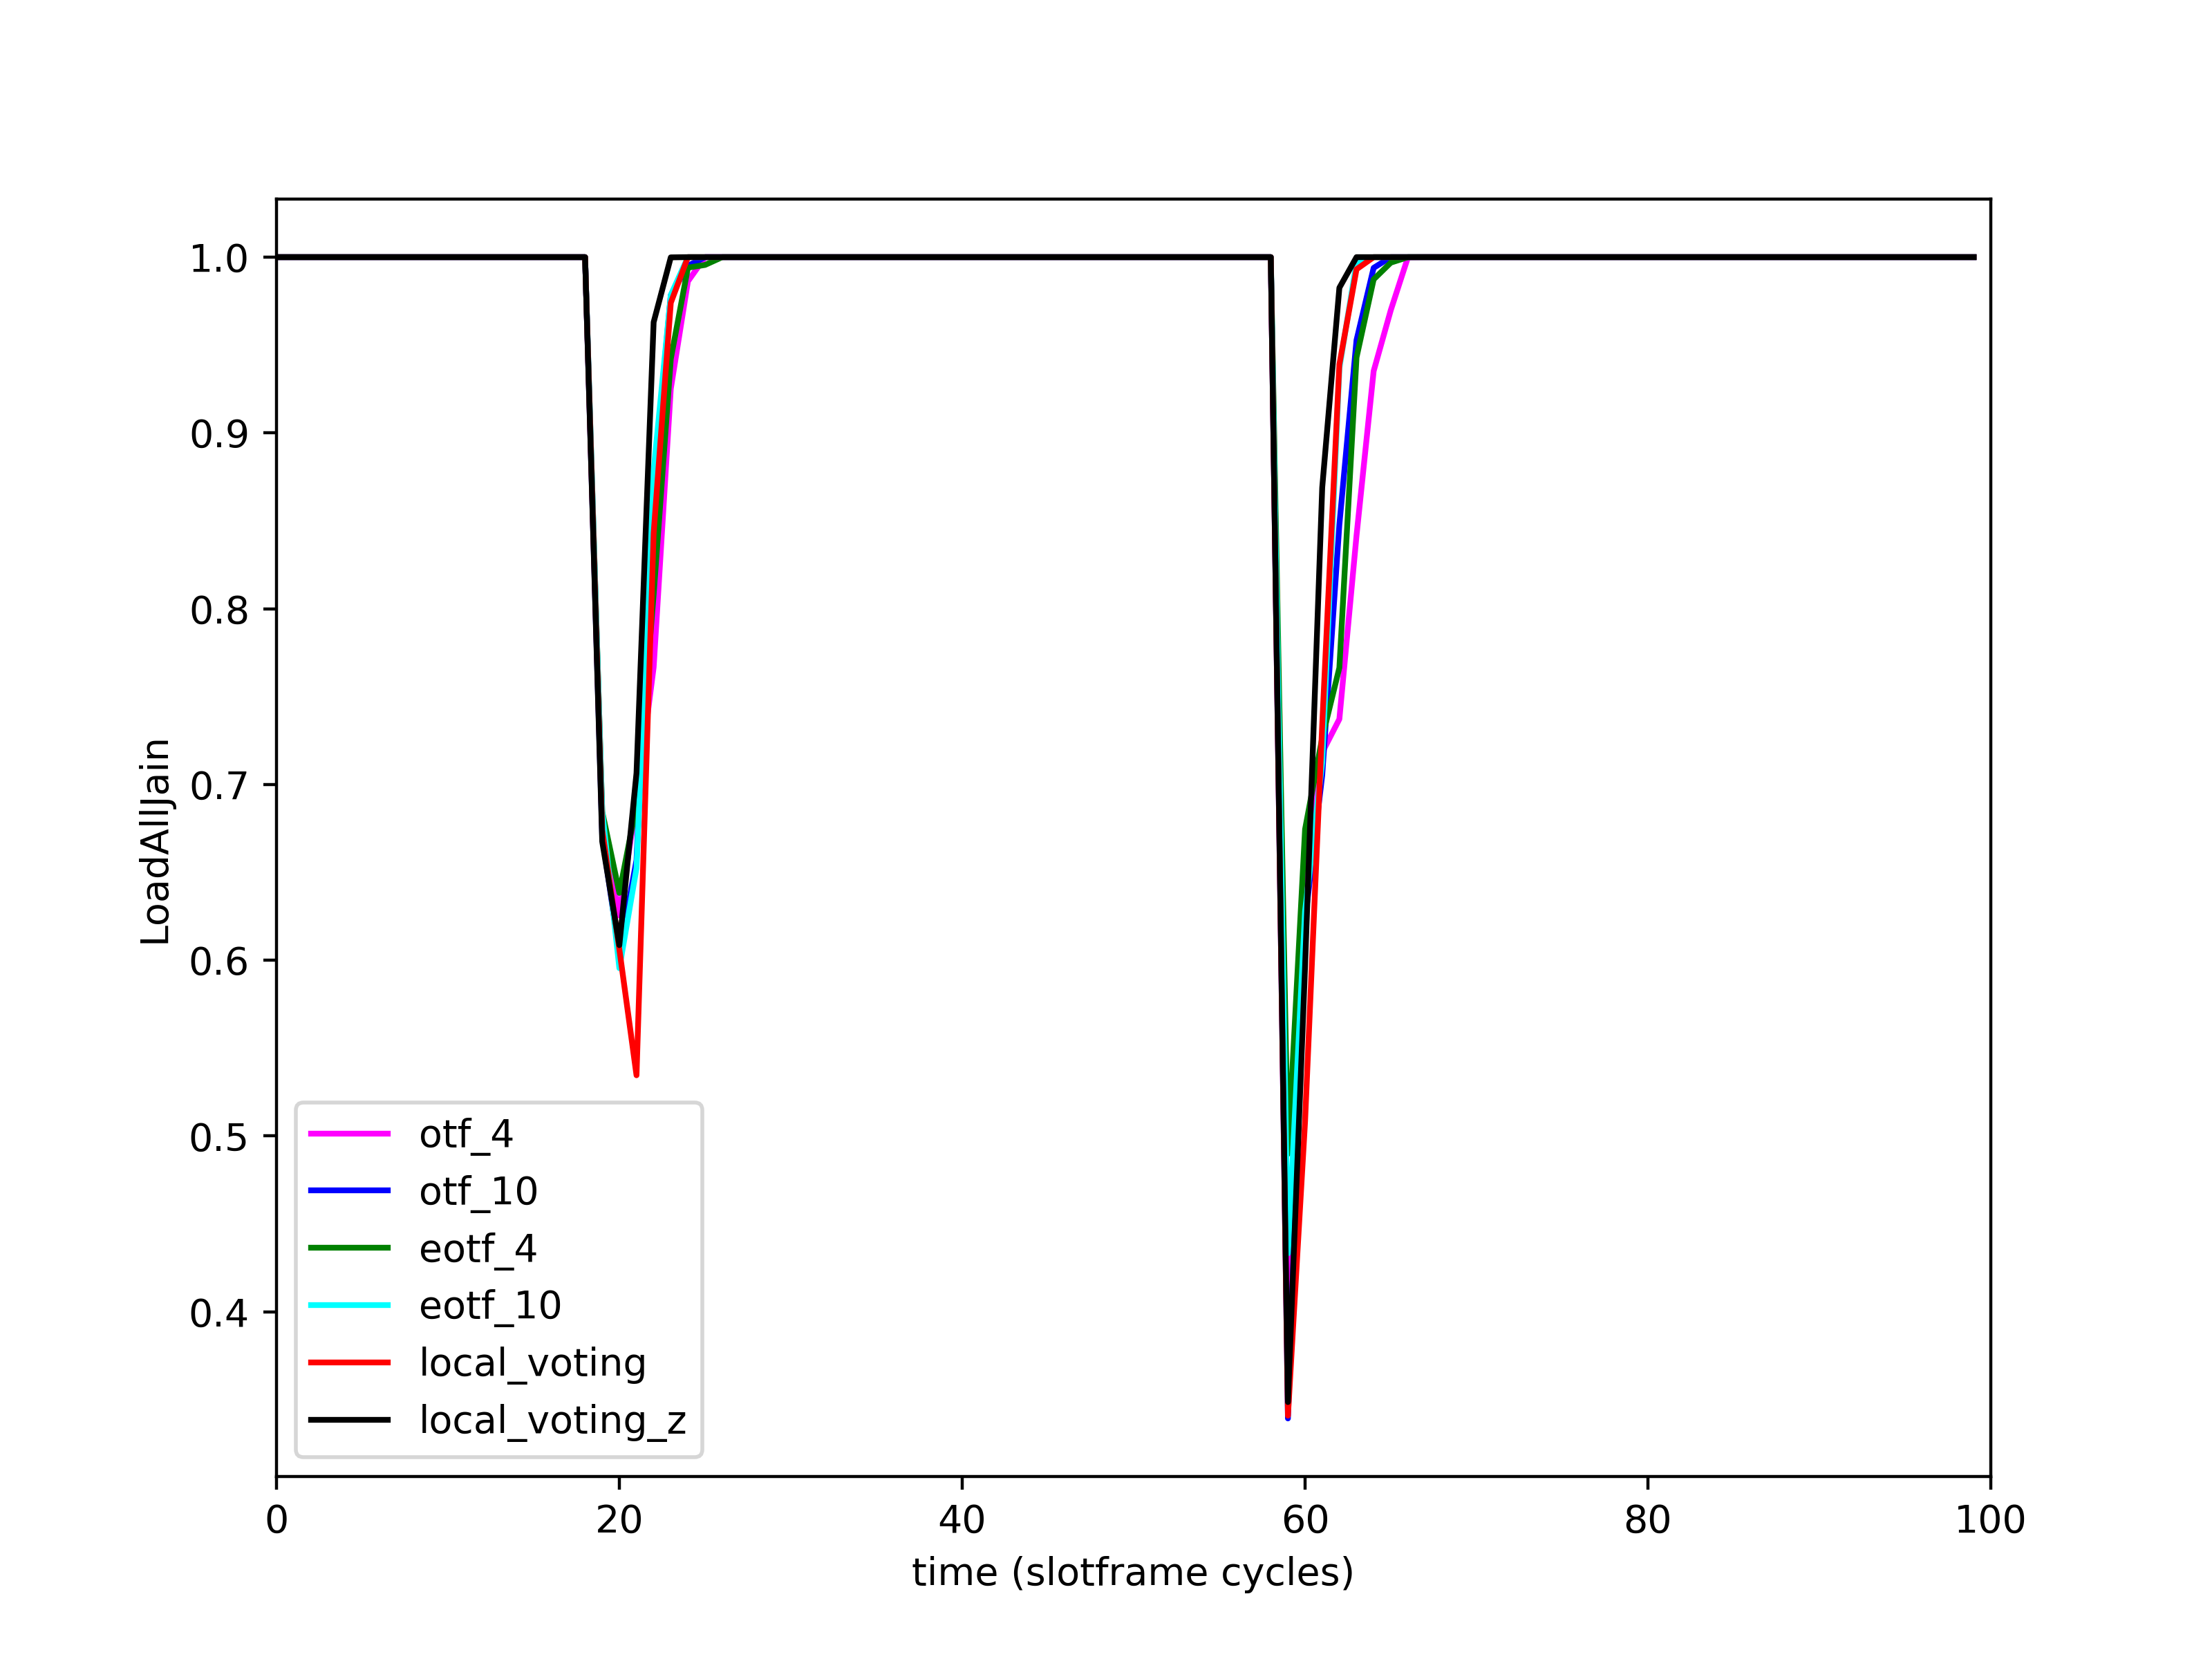 1.0
0.9
0.8
0.7
0.6
0.5
0.4
LoadAllJain
otf_4
otf_10
eotf_4
eotf_10
local_voting
local_voting_z
0 20 40 60 80 100
time (slotframe cycles)